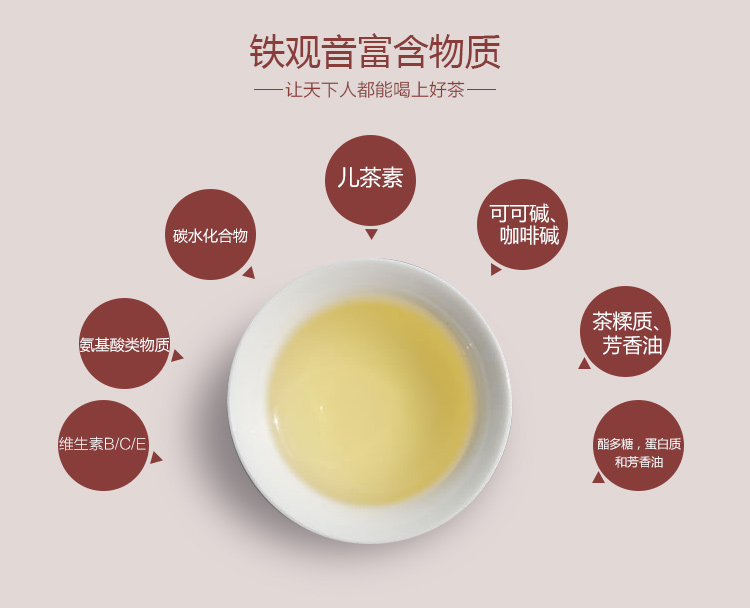 铁观音富含物质
让天下人都能喝上好茶
儿茶素
可可碱、
咖啡碱
碳水化合物
茶糅质、
芳香油
氨基酸类物质
维生素B/C/E
酯多糖，蛋白质
和芳香油